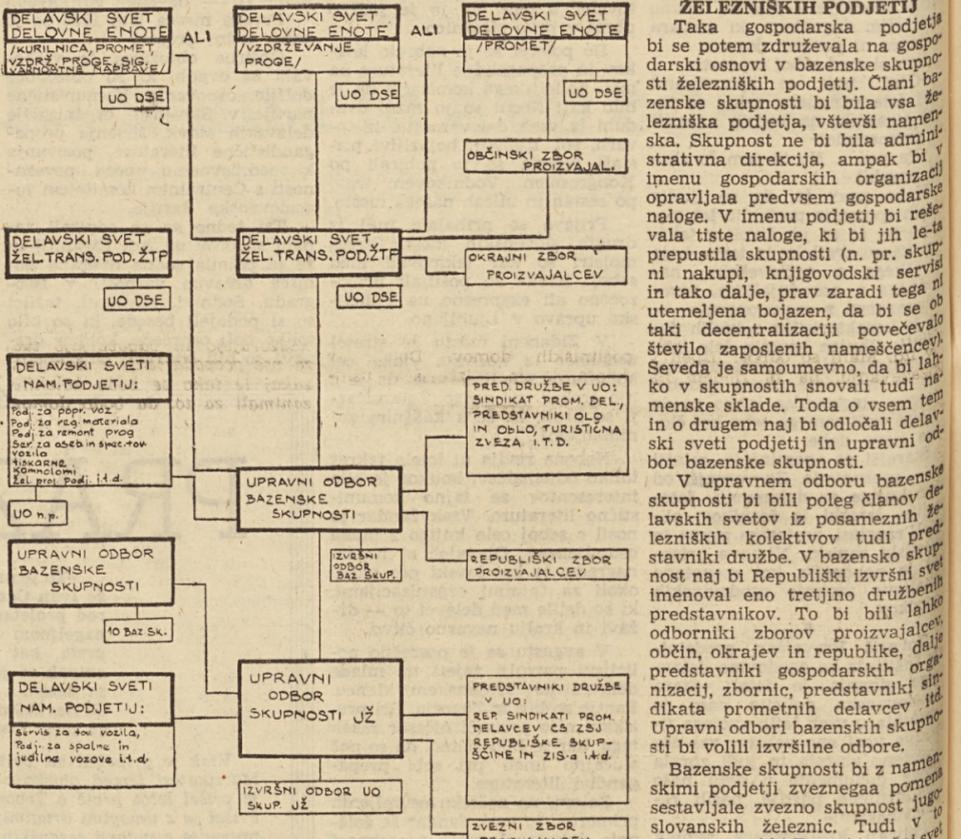 DELAVSKI SVET
DELOVNE ENOTE
/KURILNICA, PROMET,
VZDRŽ. PROGE, SIG.
VARNOSTNE NAPRAVE/
UO DSE
ALI
DELAVSKI SVET
DELOVNE ENOTE
/VZDRŽEVANJE
PROGE/
UO DSE
ALI
DELAVSKI SVET
DELOVNE ENOTE
/PROMET/
UO DSE
OBČINSKI ZBOR
PROIZVAJAL.
DELAVSKI SVET
ŽEL.TRANS. POD. ŽTP
UO DSE
DELAVSKI SVET
ŽEL.TRANS. POD. ŽTP
UO DSE
OKRAJNI ZBOR
PROIZVAJALCEV
DELAVSKI SVETI
NAM. PODJETIJ:
Podj. za popr. voz
Podj. za reg. materiala
Podj. za remont prog
Ser. za oseb in spec. tov.
vozila
tiskarne
Kamnolomi
Žel. proj. podj. i.t.d.
UO n.p.
PRED. DRUŽBE V UO:
SINDIKAT PROM. DEL.,
PREDSTAVNIKI OLO
IN OBLO, TURISTIČNA
ZVEZA I.T.D.
UPRAVNI ODBOR
BAZENSKE
SKUPNOSTI
IZVRŠNI
ODBOR
BAZ. SKUP.
REPUBLIŠKI ZBOR
PROIZVAJALCEV
UPRAVNI ODBOR
BAZENSKE
SKUPNOSTI
IO BAZ SK.
DELAVSKI SVETI
NAM. PODJETIJ:
Servis za tov. vozila,
Podj. za spalne in
jedilne vozove i.t.d.
UPRAVNI
ODBOR
SKUPNOSTI JŽ
IZVRŠNI ODBOR UO
SKUP. JŽ
PREDSTAVNIKI DRUŽBE
V UO:
REP. SINDIKATI PROM.
DELAVCEV CS ZSJ
REPUBLIŠKE SKUP-
ŠČINE IN ZIS-a i.t.d.
ZVEZNI ZBOR
ŽELEZNIŠKIH PODJETIJ
Taka gospodarska podjetja
bi se potem združevala na gospo-
darski osnovi v bazenske skupno-
sti železniških podjetij. Člani ba-
zenske skupnosti bi bila vsa že-
lezniška podjetja, vštevši namen-
ska. Skupnost ne bi bila admini-
strativna direkcija, ampak bi v
imenu gospodarskih organizacij
opravljala predvsem gospodarske
naloge. V imenu podjetij bi reše-
vala tiste naloge, ki bi jih le-ta
prepustila skupnosti (n. pr. skup-
ni nakupi, knjigovodski servisi
in tako dalje, prav zaradi tega ni
utemeljena bojazen, da bi se ob
taki decentralizaciji povečevalo
število zaposlenih nameščencev).
Seveda je samoumevno, da bi lah-
ko v skupnostih snovali tudi na-
menske sklade. Toda o vsem tem
in o drugem naj bi odločali delav-
ski sveti podjetij in upravni od-
bor bazenske skupnosti.
V upravnem odboru bazenske
skupnosti bi bili poleg članov de-
lavskih svetov iz posameznih že-
lezniških kolektivov tudi pred-
stavniki družbe. V bazensko skup-
nost naj bi Republiški izvršni svet
imenoval eno tretjino družbenih
predstavnikov. To bi bili lahko
odborniki zborov proizvajalcev,
občin, okrajev in republike, dalje
predstavniki gospodarskih orga-
nizacij, zbornic, predstavniki sin-
dikata prometnih delavcev itd.
Upravni odbori bazenskih skupno-
sti bi volili izvršilne odbore.
Bazenske skupnosti bi z namen-
skimi podjetji zveznegaa pomena
sestavljale zvezno skupnost jugo-
slovanskih železnic. Tudi v to